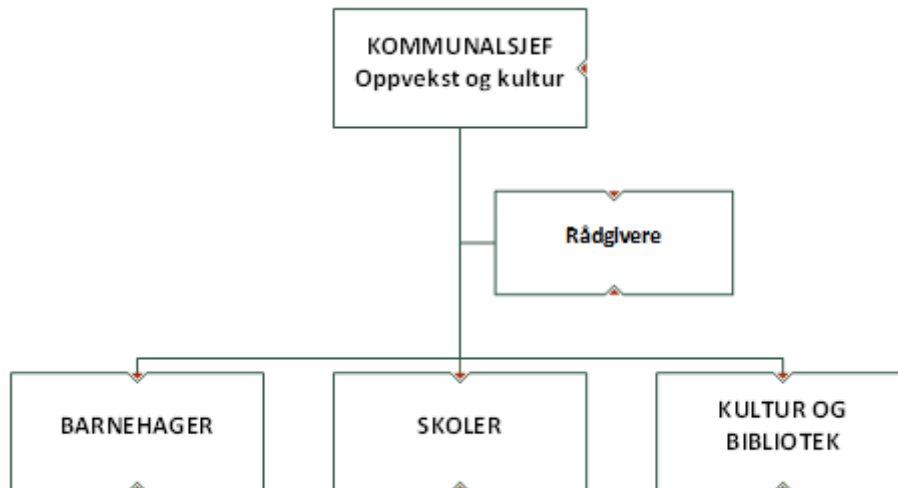 KOMMUNALSJEF
Oppvekst og kultur
Rådgivere
BARNEHAGER
SKOLER
KULTUR OG
BIBLIOTEK